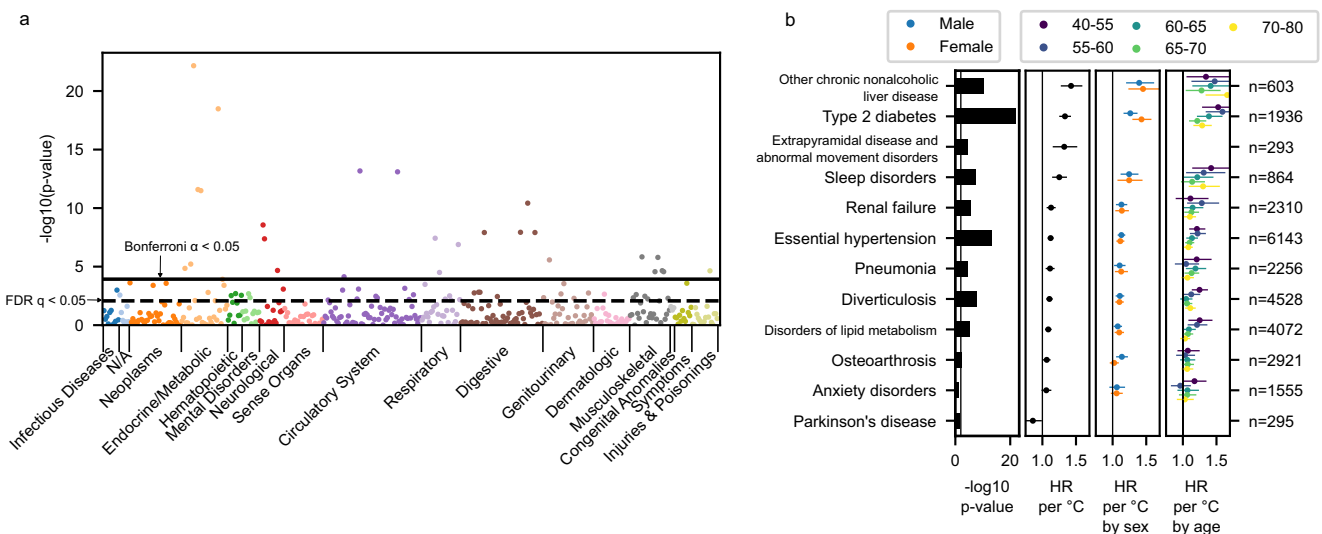 a
-log10(p-value)
20
15
10
5
0
Bonferroni α < 0.05
FDR q < 0.05
Infectious Diseases
N/A
Neoplasms
Endocrine/Metabolic
Hematopoietic
Mental Disorders
Neurological
Sense Organs
Circulatory System
Respiratory
Digestive
Genitourinary
Dermatologic
Musculoskeletal
Congenital Anomalies
Symptoms
Injuries & Poisonings
b
Male
Female
40-55
55-60
60-65
65-70
70-80
Other chronic nonalcoholic
liver disease
n=603
Type 2 diabetes
n=1936
Extrapyramidal disease and
abnormal movement disorders
n=293
Sleep disorders
n=864
Renal failure
n=2310
Essential hypertension
n=6143
Pneumonia
n=2256
Diverticulosis
n=4528
Disorders of lipid metabolism
n=4072
Osteoarthrosis
n=2921
Anxiety disorders
n=1555
Parkinson's disease
n=295
0 20
1.0 1.5
1.0 1.5
1.0 1.5
-log10
p-value
HR
per °C
HR
per °C
by sex
HR
per °C
by age